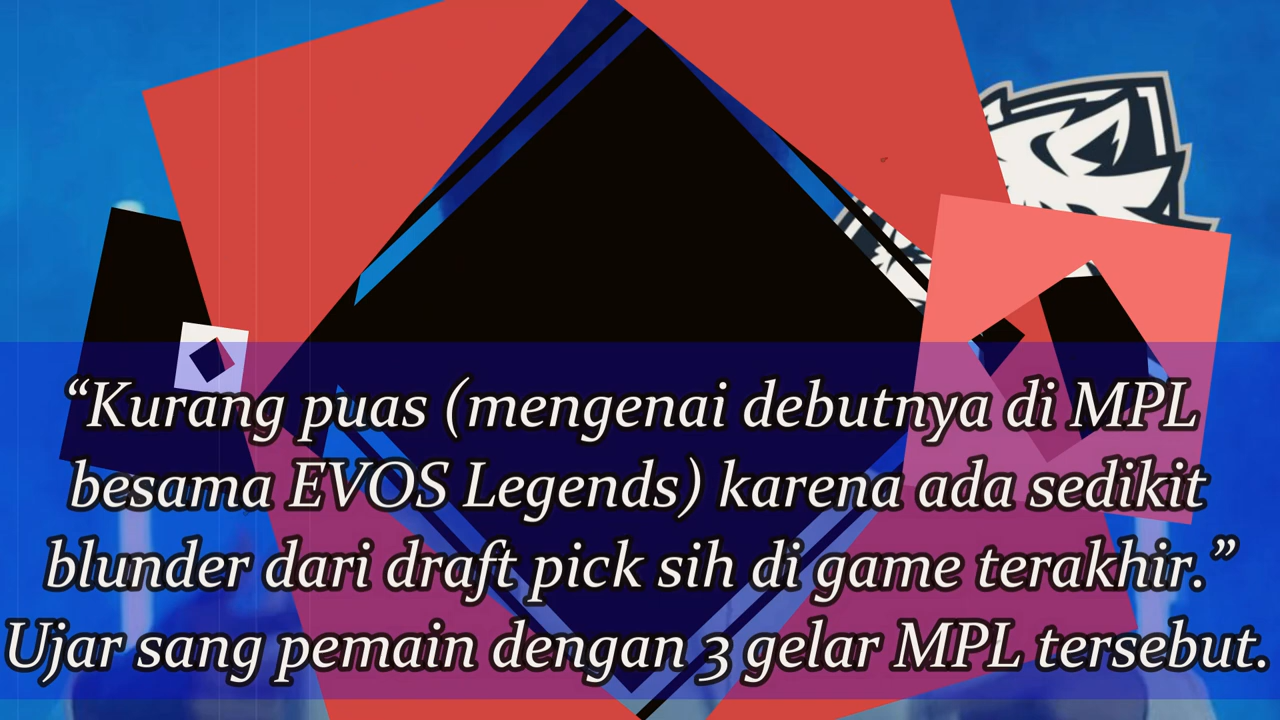 “Kurang puas (mengenai debutnya di MPL
besama EVOS Legends) karena ada sedikit
blunder dari draft pick sih di game terakhir.”
Ujar sang pemain dengan 3 gelar MPL tersebut.